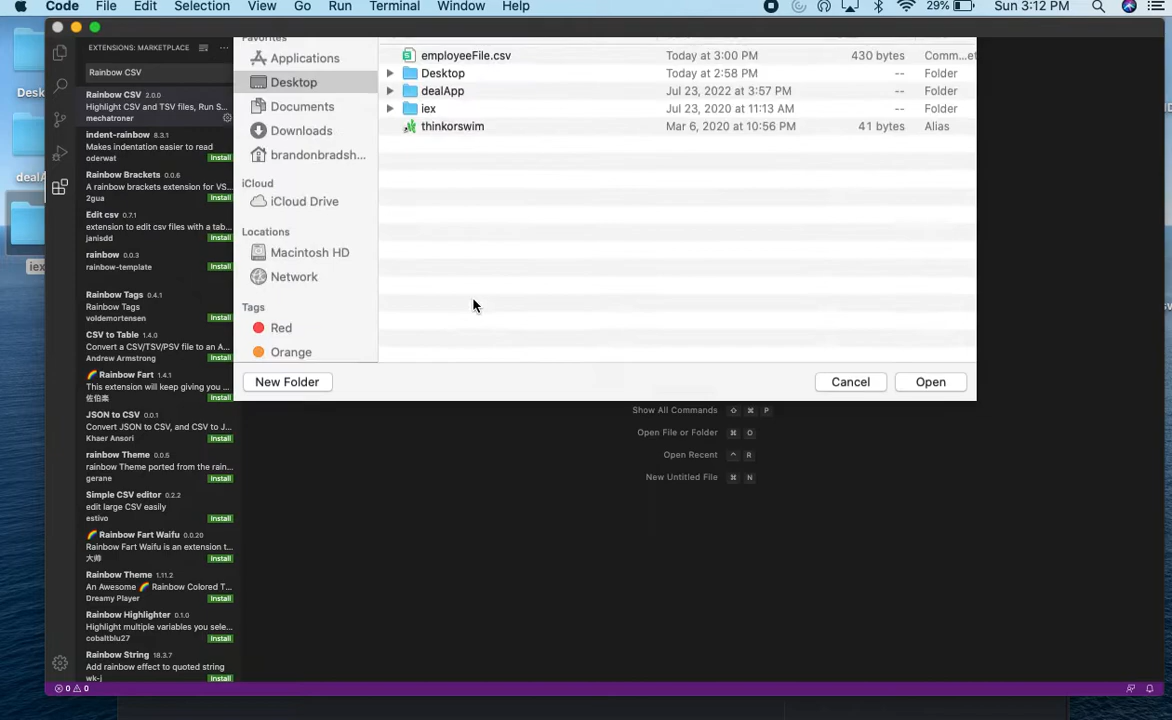 Code File Edit Selection View Go Run Terminal Window Help 29% Sun 3:12 PM
EXTENSIONS: MARKETPLACE
Rainbow CSV
Rainbow CSV 2.0.0
Highlight CSV and TSV files, Run S...
mechatroner
indent-rainbow 8.3.1
Makes indentation easier to read
oderwat Install
Rainbow Brackets 0.0.6
A rainbow brackets extension for VS...
2gua Install
Edit csv 0.7.1
extension to edit csv files with a tab...
janisdd Install
rainbow 0.0.3
rainbow-template Install
Rainbow Tags 0.4.1
Rainbow Tags
voldemortensen Install
CSV to Table 1.4.0
Convert a CSV/TSV/PSV file to an A...
Andrew Armstrong Install
🌈 Rainbow Fart 1.4.1
This extension will keep giving you ...
佐伯楽 Install
JSON to CSV 0.0.1
Convert JSON to CSV, and CSV to J...
Khaer Ansori Install
rainbow Theme 0.0.6
rainbow Theme ported from the rain...
gerane Install
Simple CSV editor 0.2.2
edit large CSV easily
estivo Install
🌈 Rainbow Fart Waifu 0.0.20
Rainbow Fart Waifu is an extension t...
大帅 Install
Rainbow Theme 1.11.2
An Awesome 🌈 Rainbow Colored T...
Dreamy Player Install
Rainbow Highlighter 0.1.0
Highlight multiple variables you sele...
cobaltblu27 Install
Rainbow String 18.3.7
Add rainbow effect to quoted string
wk-j Install
0 0
Favorites
Applications
Desktop
Documents
Downloads
brandonbradsh...
iCloud
iCloud Drive
Locations
Macintosh HD
Network
Tags
Red
Orange
employeeFile.csv Today at 3:00 PM 430 bytes Comm...et
Desktop Today at 2:58 PM -- Folder
dealApp Jul 23, 2022 at 3:57 PM -- Folder
iex Jul 23, 2020 at 11:13 AM -- Folder
thinkorswim Mar 6, 2020 at 10:56 PM 41 bytes Alias
New Folder Cancel Open
Show All Commands ⇧ ⌘ P
Open File or Folder ⌘ O
Open Recent ⌃ R
New Untitled File ⌘ N
Desk
dealA
iex